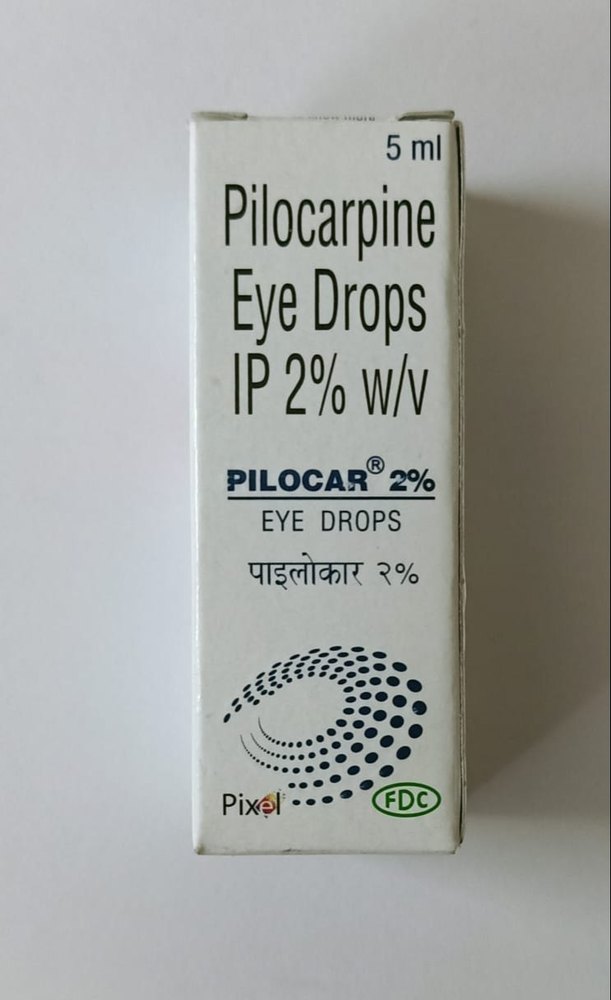 5 ml
Pilocarpine
Eye Drops
IP 2% w/v
PILOCAR® 2%
EYE DROPS
पाइलोकार २%
Pixel
FDC